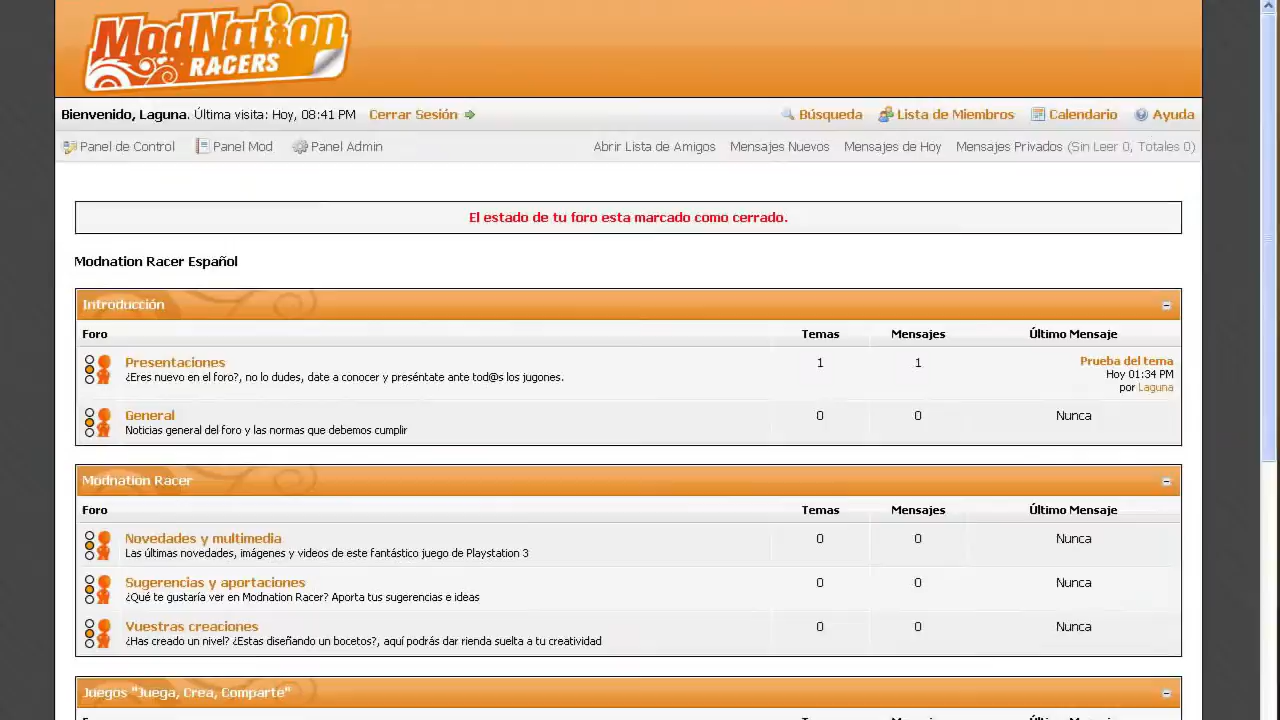 ModNation
RACERS
Bienvenido, Laguna. Última visita: Hoy, 08:41 PM Cerrar Sesión
Búsqueda Lista de Miembros Calendario Ayuda
Panel de Control Panel Mod Panel Admin
Abrir Lista de Amigos Mensajes Nuevos Mensajes de Hoy Mensajes Privados (Sin Leer 0, Totales 0)
El estado de tu foro esta marcado como cerrado.
Modnation Racer Español
Introducción
Foro Temas Mensajes Último Mensaje
Presentaciones 1 1 Prueba del tema
¿Eres nuevo en el foro?, no lo dudes, date a conocer y preséntate ante tod@s los jugones. Hoy 01:34 PM
por Laguna
General 0 0 Nunca
Noticias general del foro y las normas que debemos cumplir
Modnation Racer
Foro Temas Mensajes Último Mensaje
Novedades y multimedia 0 0 Nunca
Las últimas novedades, imágenes y videos de este fantástico juego de Playstation 3
Sugerencias y aportaciones 0 0 Nunca
¿Qué te gustaría ver en Modnation Racer? Aporta tus sugerencias e ideas
Vuestras creaciones 0 0 Nunca
¿Has creado un nivel? ¿Estas diseñando un bocetos?, aquí podrás dar rienda suelta a tu creatividad
Juegos "Juega, Crea, Comparte"